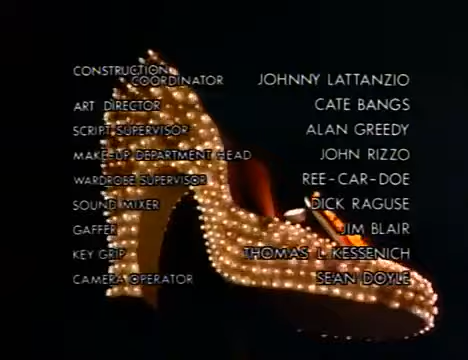 CONSTRUCTION
COORDINATOR JOHNNY LATTANZIO
ART DIRECTOR CATE BANGS
SCRIPT SUPERVISOR ALAN GREEDY
MAKE-UP DEPARTMENT HEAD JOHN RIZZO
WARDROBE SUPERVISOR REE-CAR-DOE
SOUND MIXER DICK RAGUSE
GAFFER JIM BLAIR
KEY GRIP THOMAS L. KESSENICH
CAMERA OPERATOR SEAN DOYLE